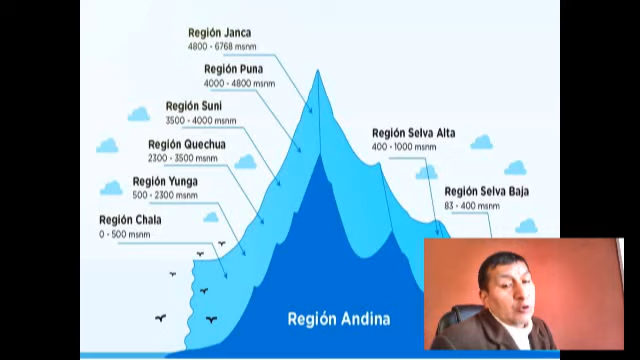 Región Janca
4800 - 6768 msnm
Región Puna
4000 - 4800 msnm
Región Suni
3500 - 4000 msnm
Región Quechua
2300 - 3500 msnm
Región Yunga
500 - 2300 msnm
Región Chala
0 - 500 msnm
Región Selva Alta
400 - 1000 msnm
Región Selva Baja
83 - 400 msnm
Región Andina